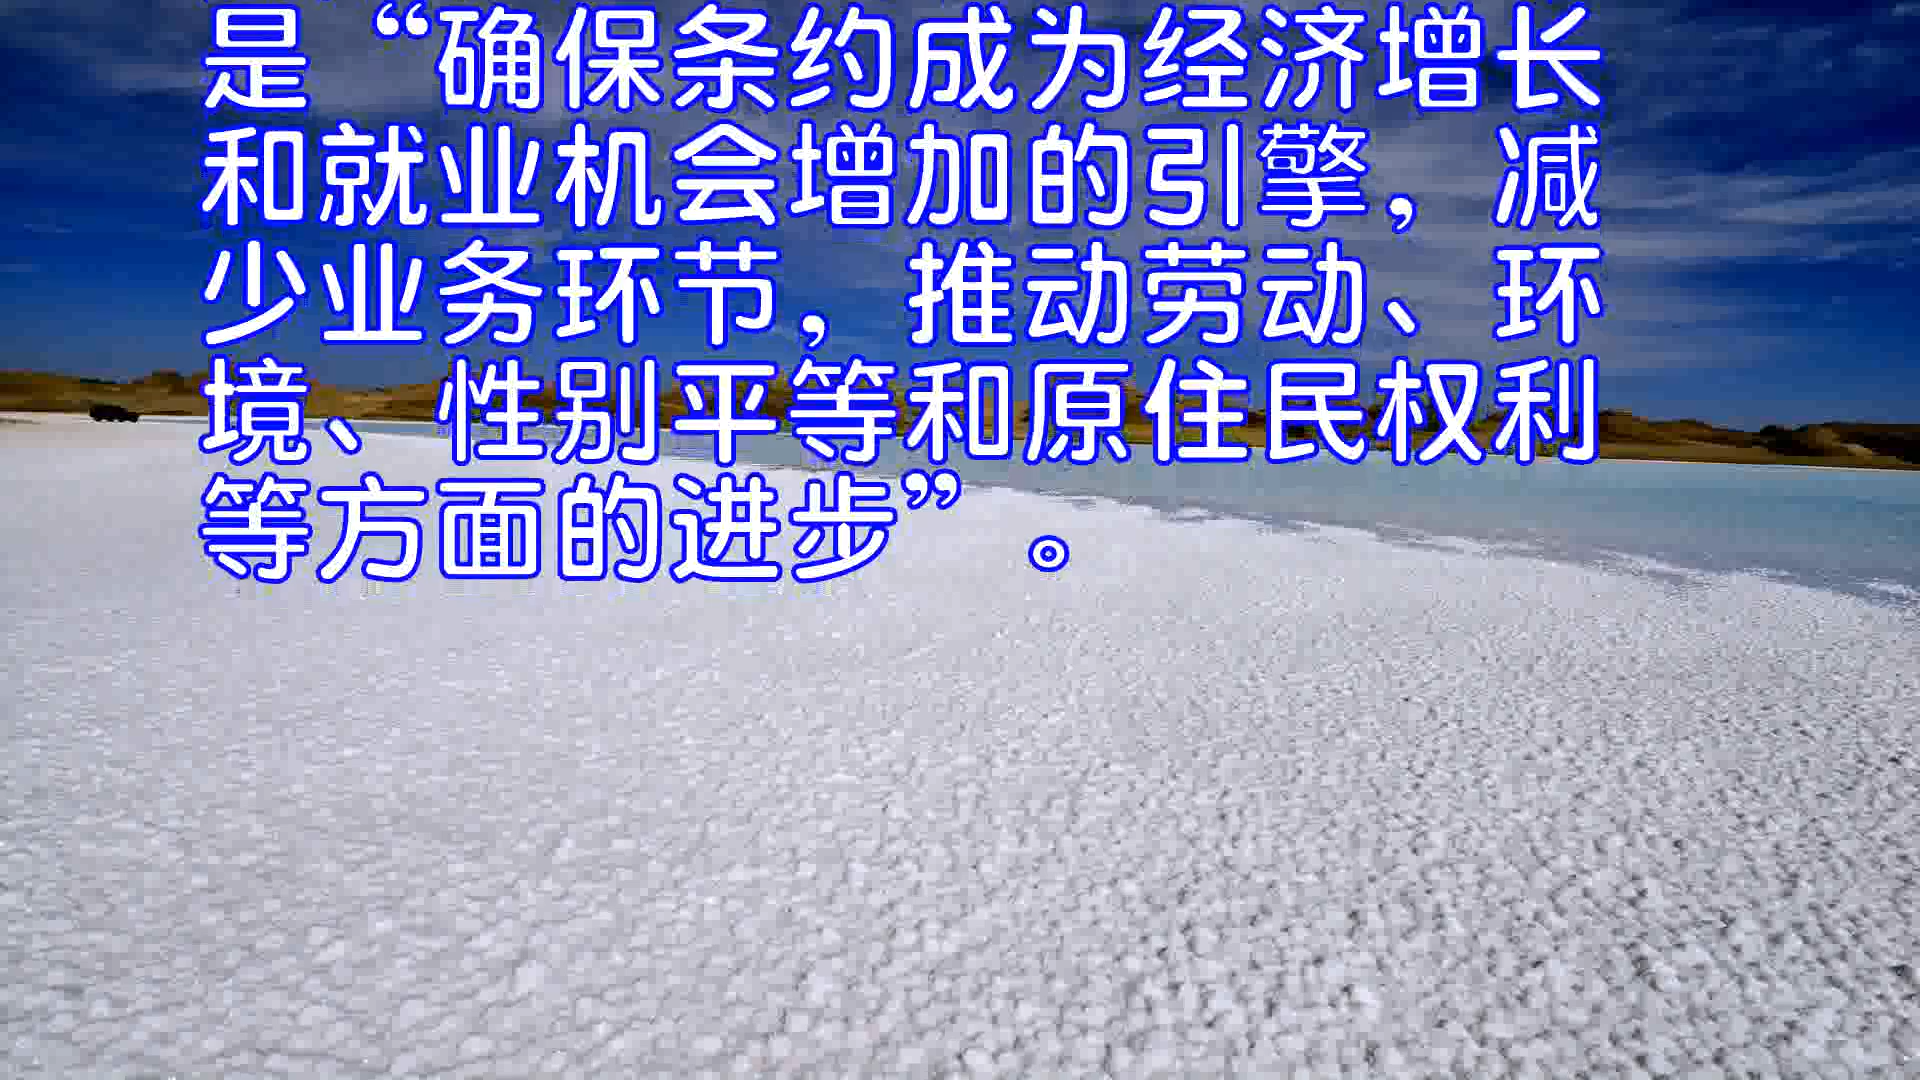 是“确保条约成为经济增长
和就业机会增加的引擎，减
少业务环节，推动劳动、环
境、性别平等和原住民权利
等方面的进步”。